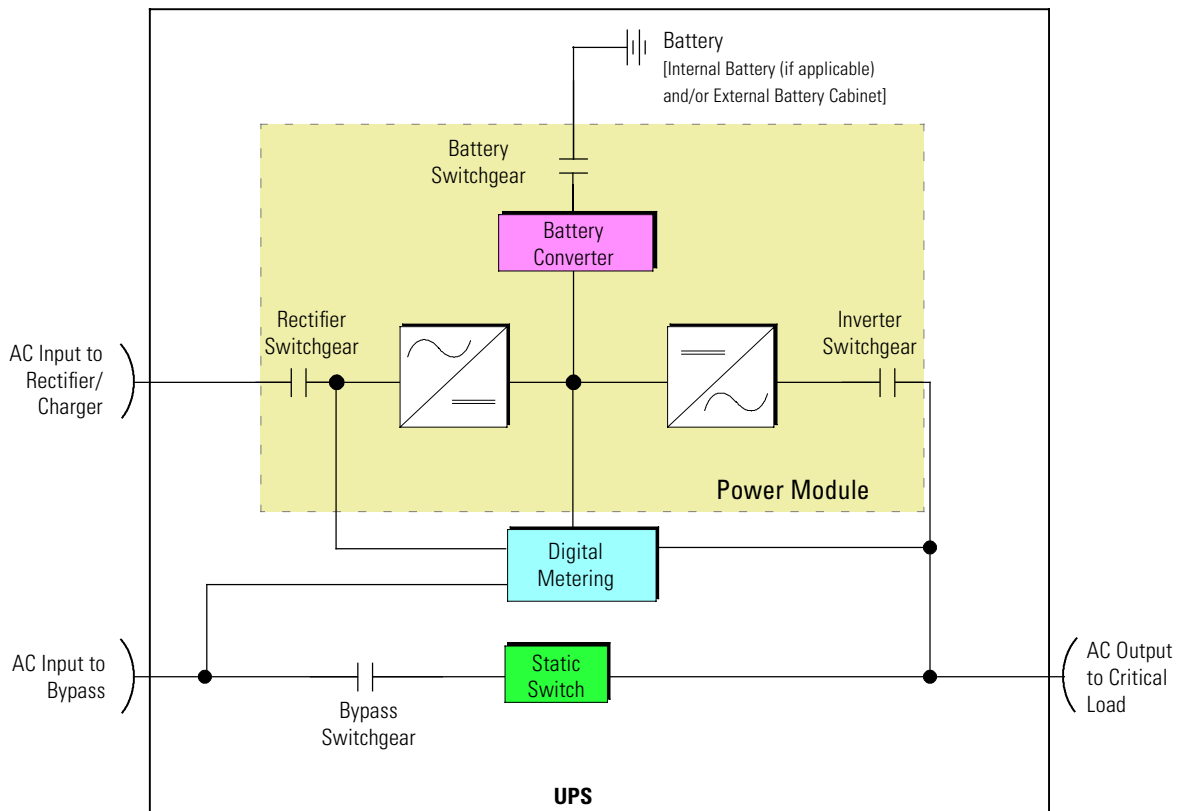 Battery
[Internal Battery (if applicable)
and/or External Battery Cabinet]
Battery
Switchgear
Battery
Converter
Rectifier
Switchgear
Inverter
Switchgear
AC Input to
Rectifier/
Charger
Power Module
Digital
Metering
AC Input to
Bypass
Static
Switch
AC Output
to Critical
Load
Bypass
Switchgear
UPS